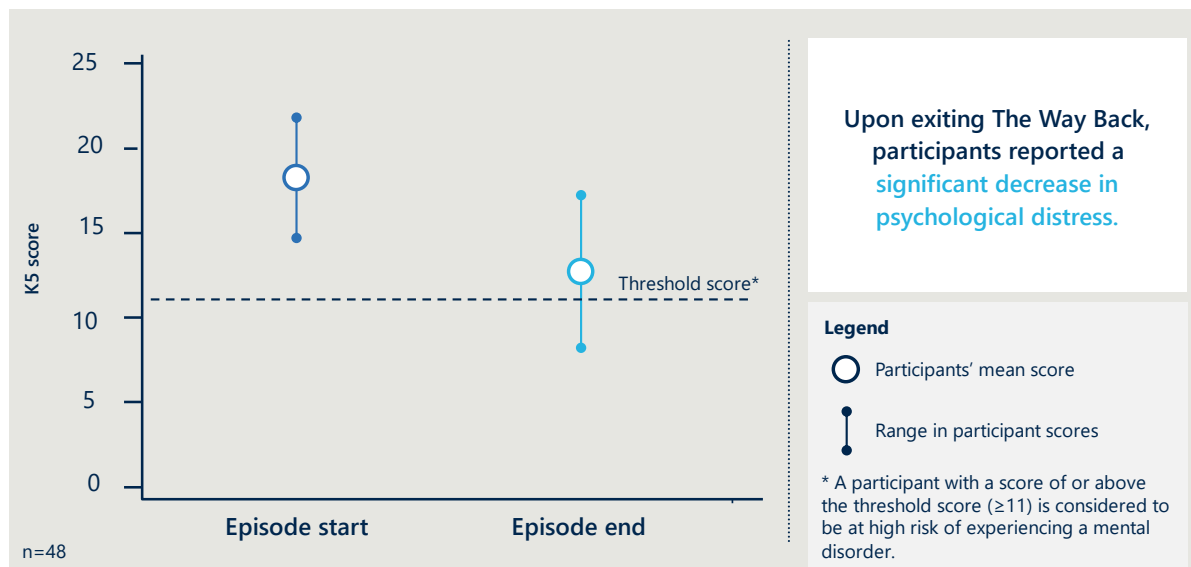 25
20
15
10
5
0
K5 score
Threshold score*
Episode start
Episode end
n=48
Upon exiting The Way Back,
participants reported a
significant decrease in
psychological distress.
Legend
Participants’ mean score
Range in participant scores
* A participant with a score of or above
the threshold score (≥11) is considered to
be at high risk of experiencing a mental
disorder.